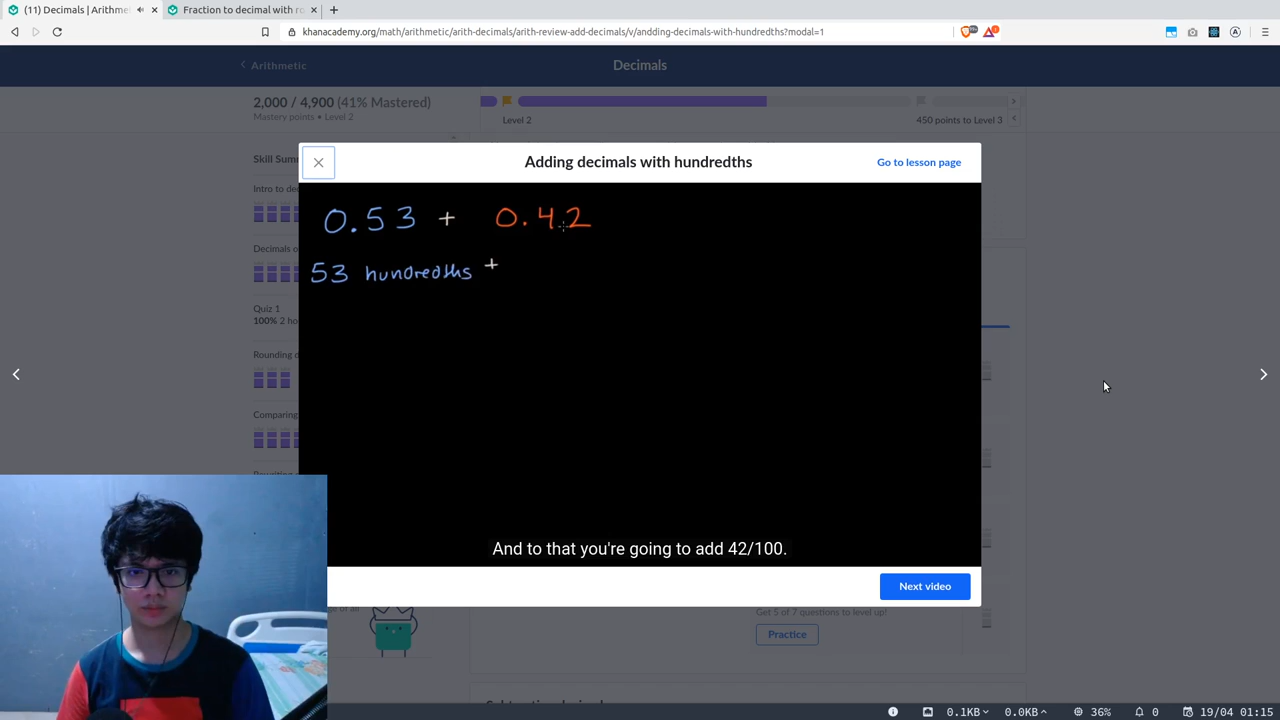 (11) Decimals | Arithme
Fraction to decimal with ro
khanacademy.org/math/arithmetic/arith-decimals/arith-review-add-decimals/v/andding-decimals-with-hundredths?modal=1
Arithmetic
Decimals
2,000 / 4,900 (41% Mastered)
Mastery points • Level 2
Level 2
450 points to Level 3
Skill Sum
Intro to de
Decimals o
Quiz 1
100% 2 ho
Rounding d
Comparing
Adding decimals with hundredths
Go to lesson page
0.53 + 0.42
53 hundredths +
And to that you're going to add 42/100.
Next video
Get 5 of 7 questions to level up!
Practice
0.1KB
0.0KB
36%
0
19/04 01:15